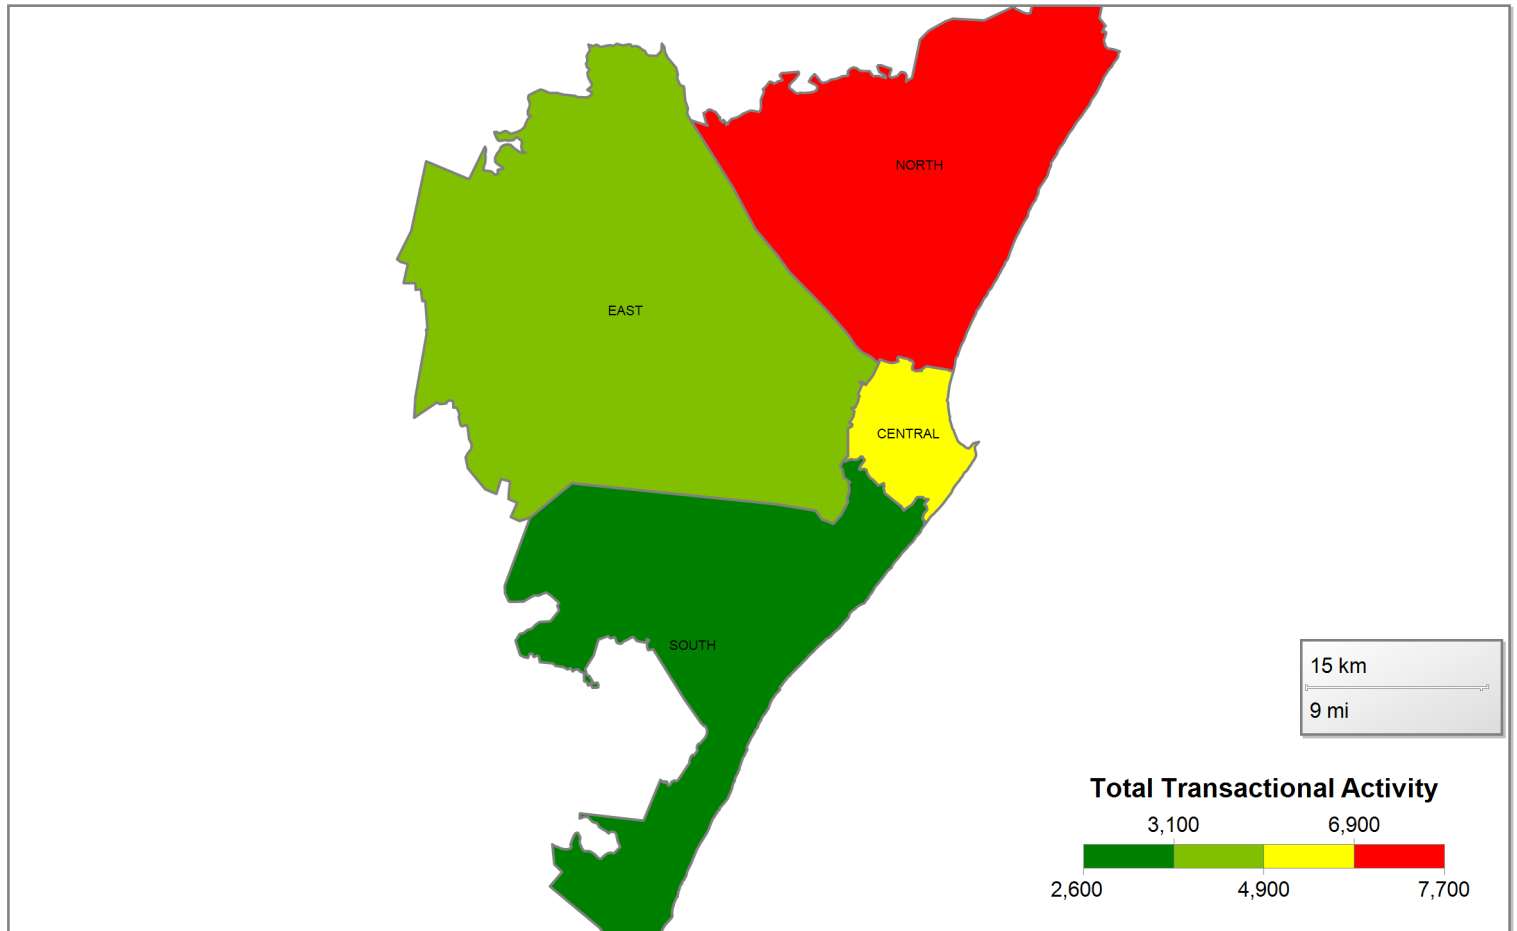 NORTH
EAST
CENTRAL
SOUTH
15 km
9 mi
Total Transactional Activity
3,100 6,900
2,600 4,900 7,700